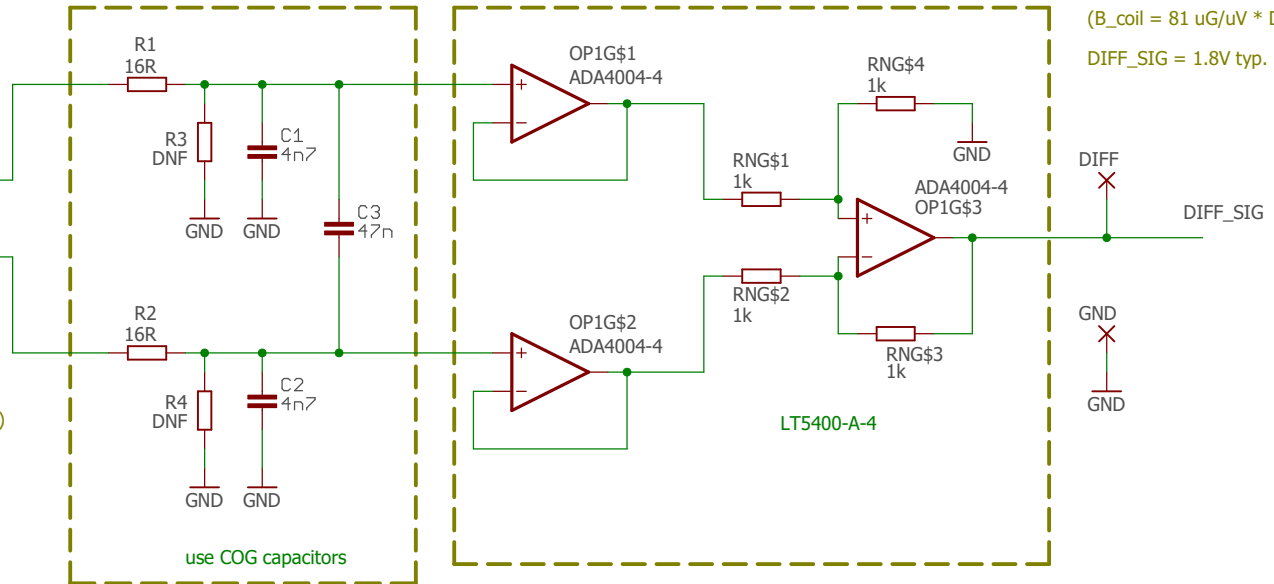 (B_coil = 81 uG/uV * D
DIFF_SIG = 1.8V typ.
R1
16R
R3
DNF
C1
4n7
GND
GND
C3
47n
R2
16R
R4
DNF
C2
4n7
GND
GND
use COG capacitors
)
OP1G$1
ADA4004-4
OP1G$2
ADA4004-4
RNG$1
1k
RNG$2
1k
RNG$4
1k
GND
ADA4004-4
OP1G$3
RNG$3
1k
LT5400-A-4
DIFF
DIFF_SIG
GND
GND